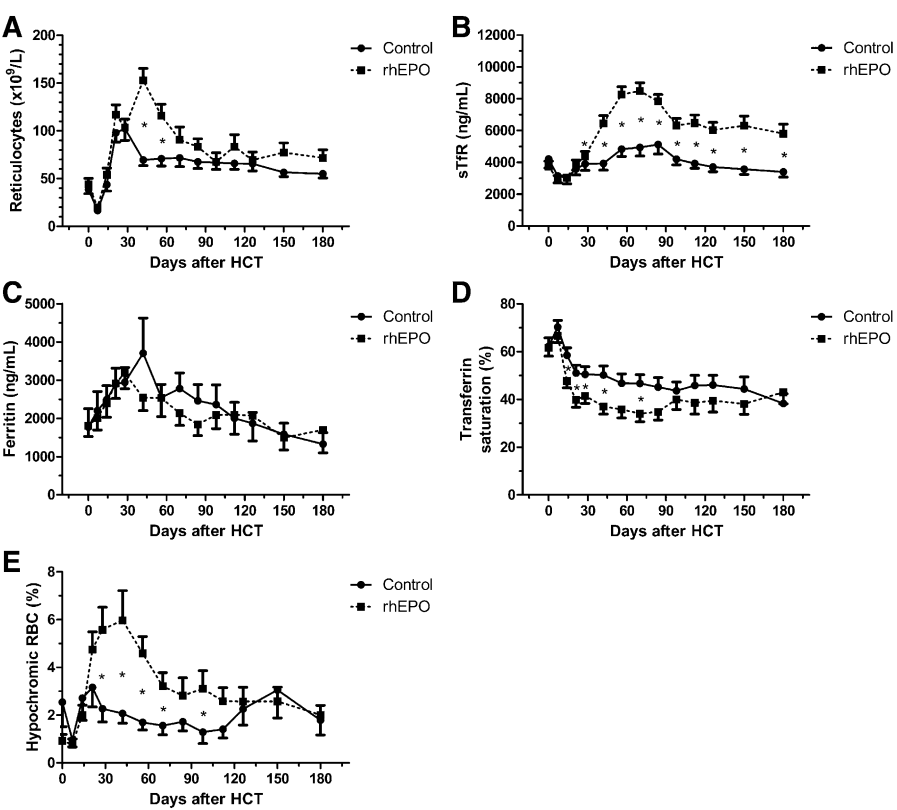 A
Reticulocytes (x10⁹/L)
200
150
100
50
0
0 30 60 90 120 150 180
Days after HCT
Control
rhEPO
*
*
B
sTfR (ng/mL)
12000
10000
8000
6000
4000
2000
0
0 30 60 90 120 150 180
Days after HCT
Control
rhEPO
* * * * * * * * * *
C
Ferritin (ng/mL)
5000
4000
3000
2000
1000
0
0 30 60 90 120 150 180
Days after HCT
Control
rhEPO
D
Transferrin
saturation (%)
80
60
40
20
0
0 30 60 90 120 150 180
Days after HCT
Control
rhEPO
* * * * *
E
Hypochromic RBC (%)
8
6
4
2
0
0 30 60 90 120 150 180
Days after HCT
Control
rhEPO
* * * * *